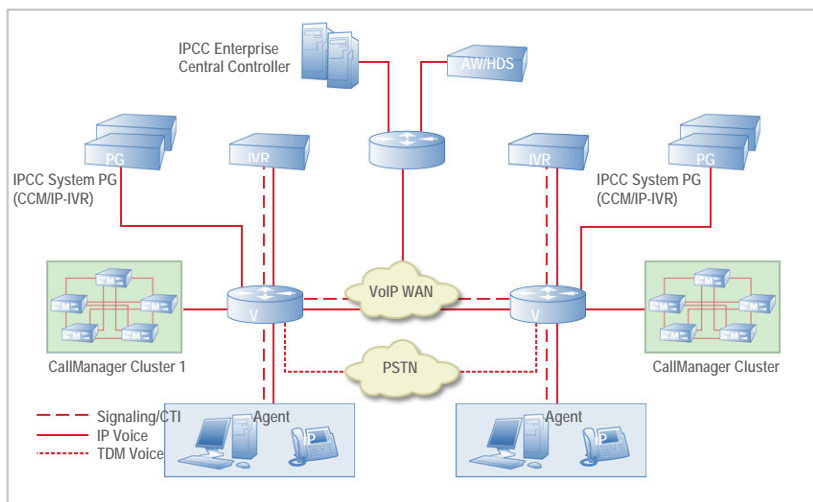 IPCC Enterprise
Central Controller
AW/HDS
PG
IVR
IVR
PG
IPCC System PG
(CCM/IP-IVR)
IPCC System PG
(CCM/IP-IVR)
VoIP WAN
V
V
CallManager Cluster 1
PSTN
CallManager Cluster
Signaling/CTI
IP Voice
TDM Voice
Agent
IP
Agent
IP